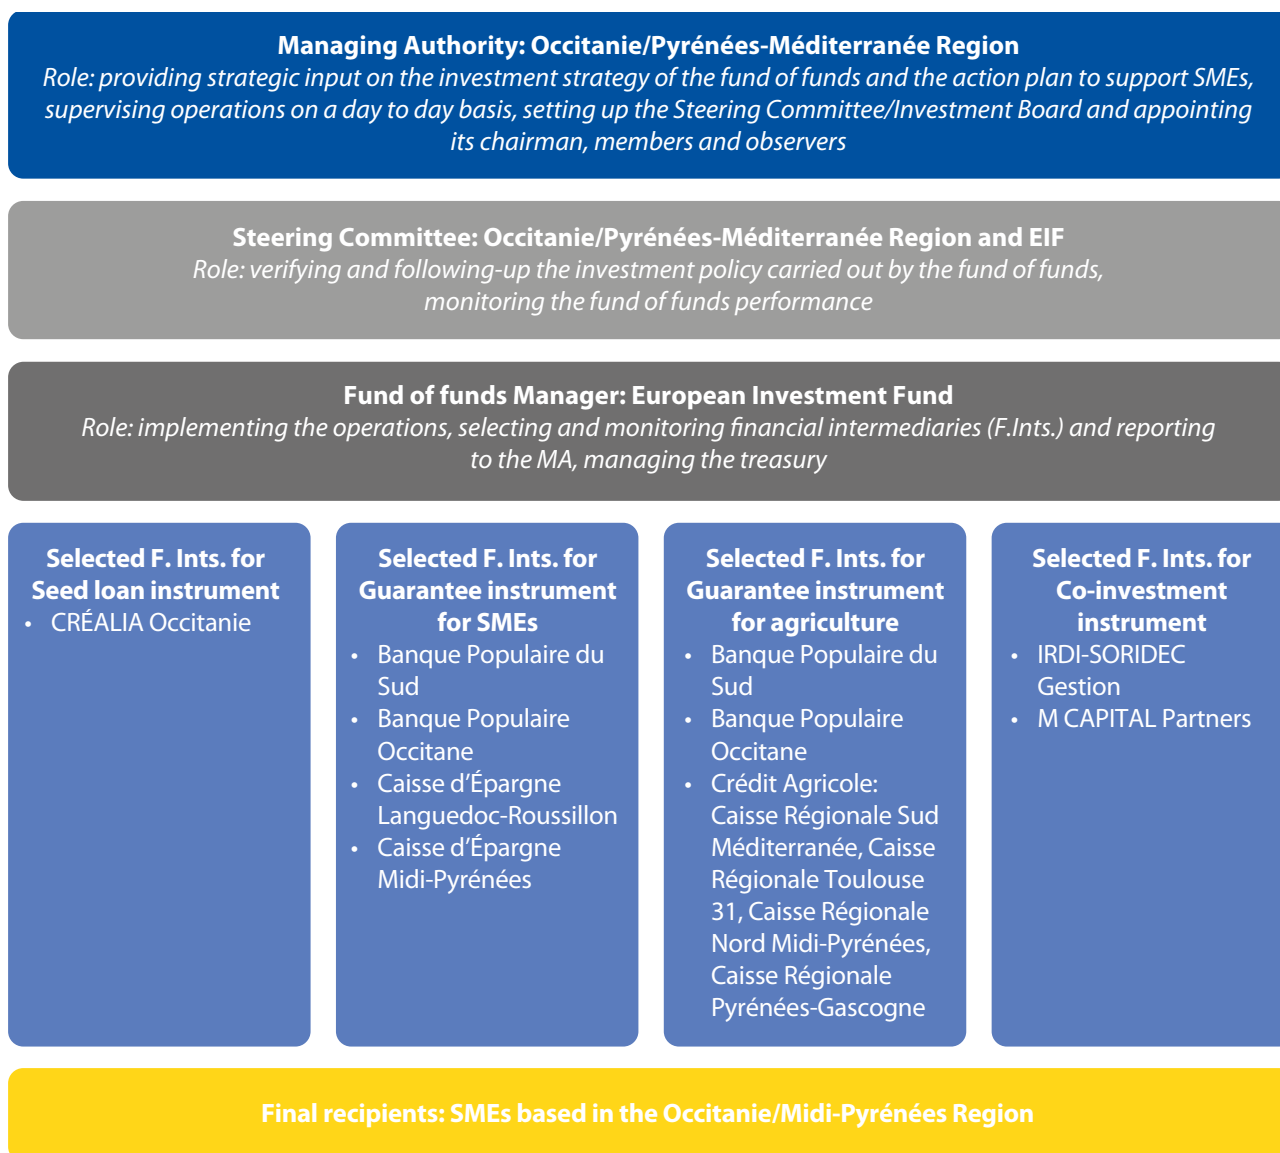 Managing Authority: Occitanie/Pyrénées-Méditerranée Region
Role: providing strategic input on the investment strategy of the fund of funds and the action plan to support SMEs,
supervising operations on a day to day basis, setting up the Steering Committee/Investment Board and appointing
its chairman, members and observers
Steering Committee: Occitanie/Pyrénées-Méditerranée Region and EIF
Role: verifying and following-up the investment policy carried out by the fund of funds,
monitoring the fund of funds performance
Fund of funds Manager: European Investment Fund
Role: implementing the operations, selecting and monitoring financial intermediaries (F.Ints.) and reporting
to the MA, managing the treasury
Selected F. Ints. for
Seed loan instrument
• CRÉALIA Occitanie
Selected F. Ints. for
Guarantee instrument
for SMEs
• Banque Populaire du
Sud
• Banque Populaire
Occitane
• Caisse d’Épargne
Languedoc-Roussillon
• Caisse d’Épargne
Midi-Pyrénées
Selected F. Ints. for
Guarantee instrument
for agriculture
• Banque Populaire du
Sud
• Banque Populaire
Occitane
• Crédit Agricole:
Caisse Régionale Sud
Méditerranée, Caisse
Régionale Toulouse
31, Caisse Régionale
Nord Midi-Pyrénées,
Caisse Régionale
Pyrénées-Gascogne
Selected F. Ints. for
Co-investment
instrument
• IRDI-SORIDEC
Gestion
• M CAPITAL Partners
Final recipients: SMEs based in the Occitanie/Midi-Pyrénées Region